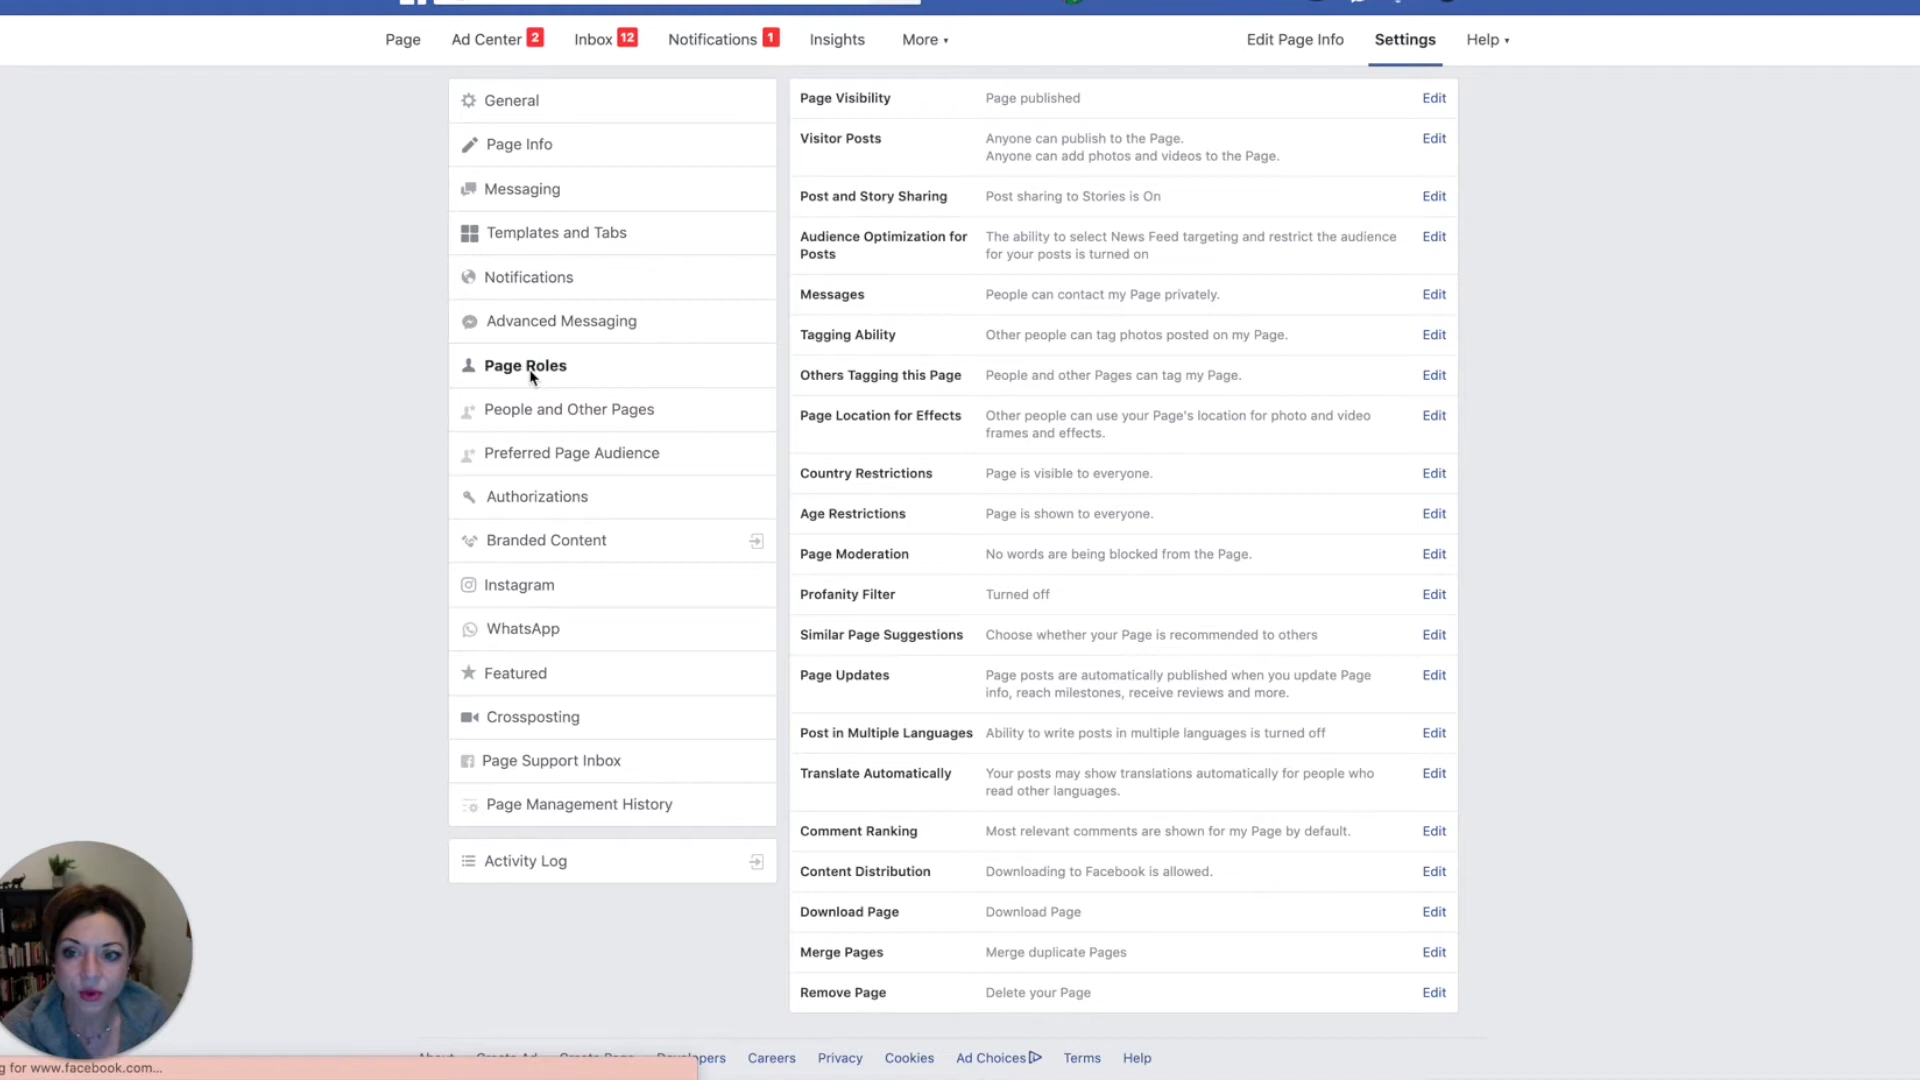 Page
Ad Center 2
Inbox 12
Notifications 1
Insights
More
Edit Page Info
Settings
Help
General
Page Info
Messaging
Templates and Tabs
Notifications
Advanced Messaging
Page Roles
People and Other Pages
Preferred Page Audience
Authorizations
Branded Content
Instagram
WhatsApp
Featured
Crossposting
Page Support Inbox
Page Management History
Activity Log
Page Visibility Page published Edit
Visitor Posts Anyone can publish to the Page. Edit
Anyone can add photos and videos to the Page.
Post and Story Sharing Post sharing to Stories is On Edit
Audience Optimization for The ability to select News Feed targeting and restrict the audience Edit
Posts for your posts is turned on
Messages People can contact my Page privately. Edit
Tagging Ability Other people can tag photos posted on my Page. Edit
Others Tagging this Page People and other Pages can tag my Page. Edit
Page Location for Effects Other people can use your Page's location for photo and video Edit
frames and effects.
Country Restrictions Page is visible to everyone. Edit
Age Restrictions Page is shown to everyone. Edit
Page Moderation No words are being blocked from the Page. Edit
Profanity Filter Turned off Edit
Similar Page Suggestions Choose whether your Page is recommended to others Edit
Page Updates Page posts are automatically published when you update Page Edit
info, reach milestones, receive reviews and more.
Post in Multiple Languages Ability to write posts in multiple languages is turned off Edit
Translate Automatically Your posts may show translations automatically for people who Edit
read other languages.
Comment Ranking Most relevant comments are shown for my Page by default. Edit
Content Distribution Downloading to Facebook is allowed. Edit
Download Page Download Page Edit
Merge Pages Merge duplicate Pages Edit
Remove Page Delete your Page Edit
Careers Privacy Cookies Ad Choices Terms Help
g for www.facebook.com...